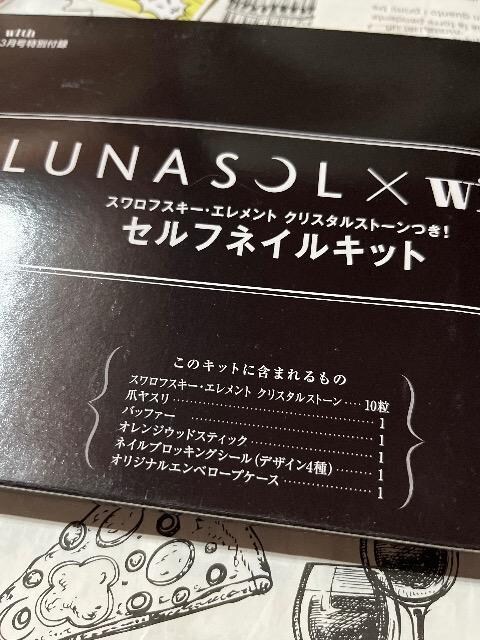 with
3月号特別付録
LUNASOL × wi
スワロフスキー・エレメント クリスタルストーンつき!
セルフネイルキット
このキットに含まれるもの
スワロフスキー・エレメント クリスタルストーン‥‥10粒
爪ヤスリ‥‥‥‥‥‥‥‥‥‥‥‥‥‥1
バッファー‥‥‥‥‥‥‥‥‥‥‥‥‥1
オレンジウッドスティック‥‥‥‥‥‥‥1
ネイルブロッキングシール(デザイン4種)‥‥‥1
オリジナルエンベロープケース‥‥‥‥‥‥1